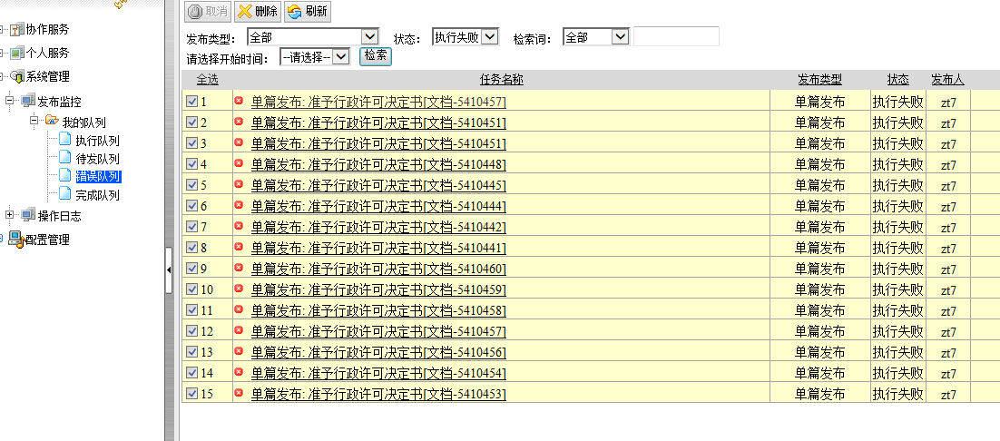 取消 删除 刷新
协作服务
个人服务
系统管理
发布监控
我的队列
执行队列
待发队列
错误队列
完成队列
操作日志
配置管理
发布类型: 全部 状态: 执行失败 检索词: 全部
请选择开始时间: --请选择-- 检索
全选 任务名称 发布类型 状态 发布人
1 单篇发布: 准予行政许可决定书[文档-5410457] 单篇发布 执行失败 zt7
2 单篇发布: 准予行政许可决定书[文档-5410451] 单篇发布 执行失败 zt7
3 单篇发布: 准予行政许可决定书[文档-5410451] 单篇发布 执行失败 zt7
4 单篇发布: 准予行政许可决定书[文档-5410448] 单篇发布 执行失败 zt7
5 单篇发布: 准予行政许可决定书[文档-5410445] 单篇发布 执行失败 zt7
6 单篇发布: 准予行政许可决定书[文档-5410444] 单篇发布 执行失败 zt7
7 单篇发布: 准予行政许可决定书[文档-5410442] 单篇发布 执行失败 zt7
8 单篇发布: 准予行政许可决定书[文档-5410441] 单篇发布 执行失败 zt7
9 单篇发布: 准予行政许可决定书[文档-5410460] 单篇发布 执行失败 zt7
10 单篇发布: 准予行政许可决定书[文档-5410459] 单篇发布 执行失败 zt7
11 单篇发布: 准予行政许可决定书[文档-5410458] 单篇发布 执行失败 zt7
12 单篇发布: 准予行政许可决定书[文档-5410457] 单篇发布 执行失败 zt7
13 单篇发布: 准予行政许可决定书[文档-5410456] 单篇发布 执行失败 zt7
14 单篇发布: 准予行政许可决定书[文档-5410454] 单篇发布 执行失败 zt7
15 单篇发布: 准予行政许可决定书[文档-5410453] 单篇发布 执行失败 zt7